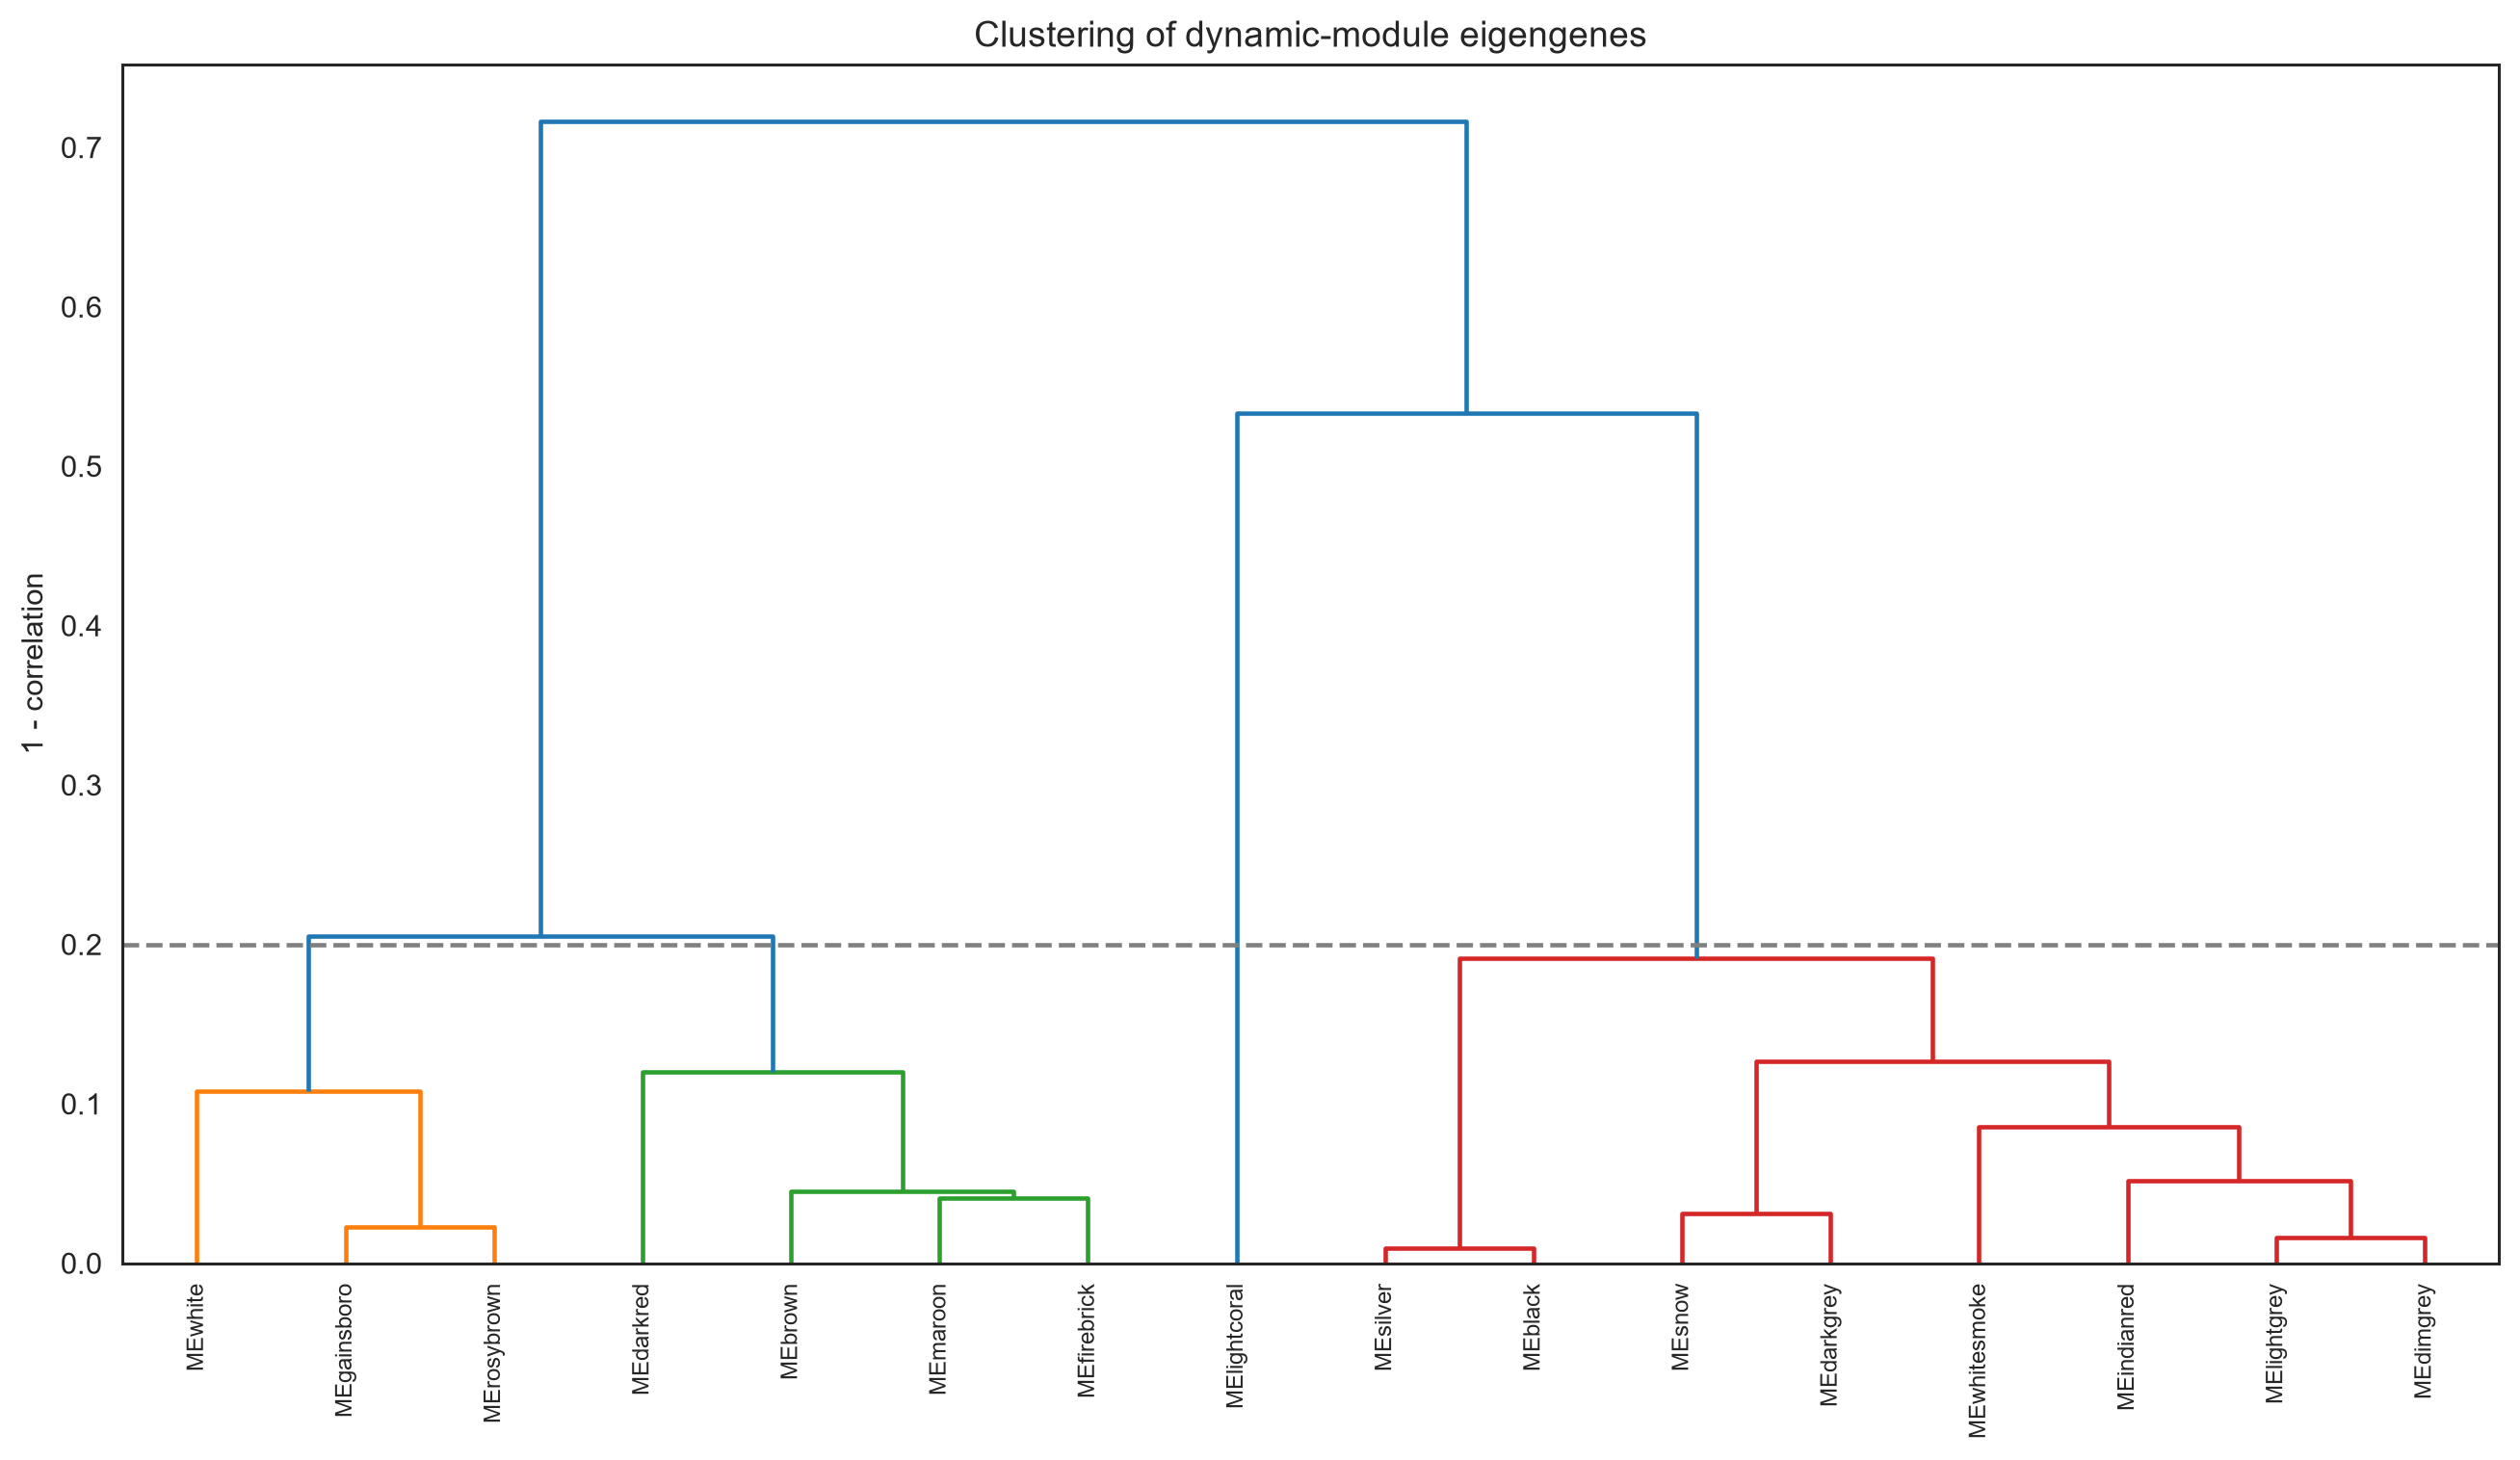 Clustering of dynamic-module eigengenes
1 - correlation
0.7
0.6
0.5
0.4
0.3
0.2
0.1
0.0
MEwhite
MEgainsboro
MErosybrown
MEdarkred
MEbrown
MEmaroon
MEfirebrick
MElightcoral
MEsilver
MEblack
MEsnow
MEdarkgrey
MEwhitesmoke
MEindianred
MElightgrey
MEdimgrey